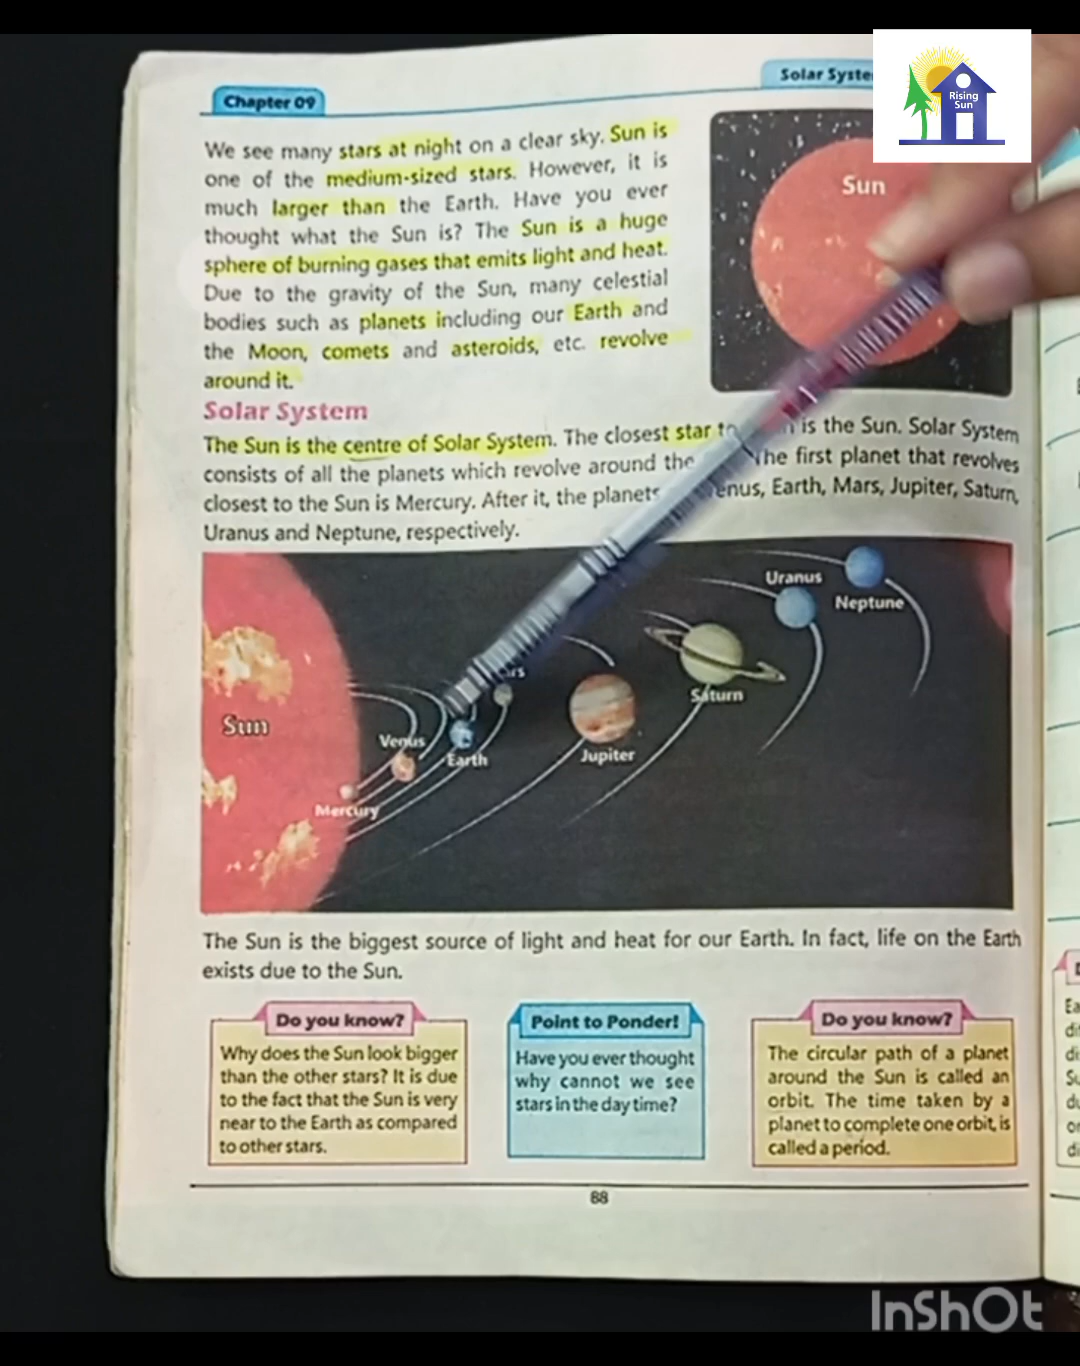 Chapter 09
Solar Syste
Rising
Sun
We see many stars at night on a clear sky. Sun is
one of the medium-sized stars. However, it is
much larger than the Earth. Have you ever
thought what the Sun is? The Sun is a huge
sphere of burning gases that emits light and heat.
Due to the gravity of the Sun, many celestial
bodies such as planets including our Earth and
the Moon, comets and asteroids, etc. revolve
around it.
Sun
Solar System
The Sun is the centre of Solar System. The closest star is the Sun. Solar System
consists of all the planets which revolve around the The first planet that revolves
closest to the Sun is Mercury. After it, the planets Venus, Earth, Mars, Jupiter, Saturn,
Uranus and Neptune, respectively.
Uranus
Neptune
Saturn
Sun
Venus
Earth
Jupiter
Mercury
The Sun is the biggest source of light and heat for our Earth. In fact, life on the Earth
exists due to the Sun.
Do you know?
Why does the Sun look bigger
than the other stars? It is due
to the fact that the Sun is very
near to the Earth as compared
to other stars.
Point to Ponder!
Have you ever thought
why cannot we see
stars in the day time?
Do you know?
The circular path of a planet
around the Sun is called an
orbit. The time taken by a
planet to complete one orbit, is
called a period.
88
InShOt